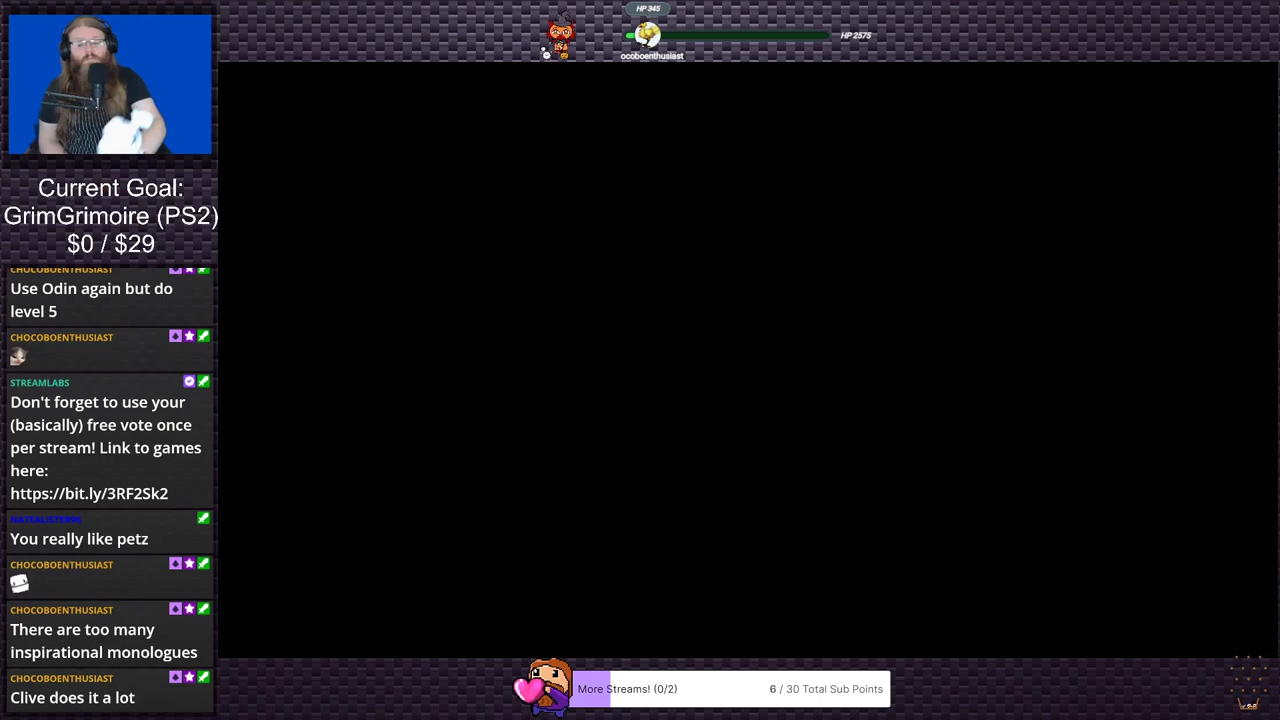 HP 345
HP 2575
ocoboenthusiast
Current Goal:
GrimGrimoire (PS2)
$0 / $29
CHOCOBOENTHUSIAST
Use Odin again but do
level 5
CHOCOBOENTHUSIAST
STREAMLABS
Don't forget to use your
(basically) free vote once
per stream! Link to games
here:
https://bit.ly/3RF2Sk2
You really like petz
CHOCOBOENTHUSIAST
CHOCOBOENTHUSIAST
There are too many
inspirational monologues
CHOCOBOENTHUSIAST
Clive does it a lot
More Streams! (0/2)
6 / 30 Total Sub Points